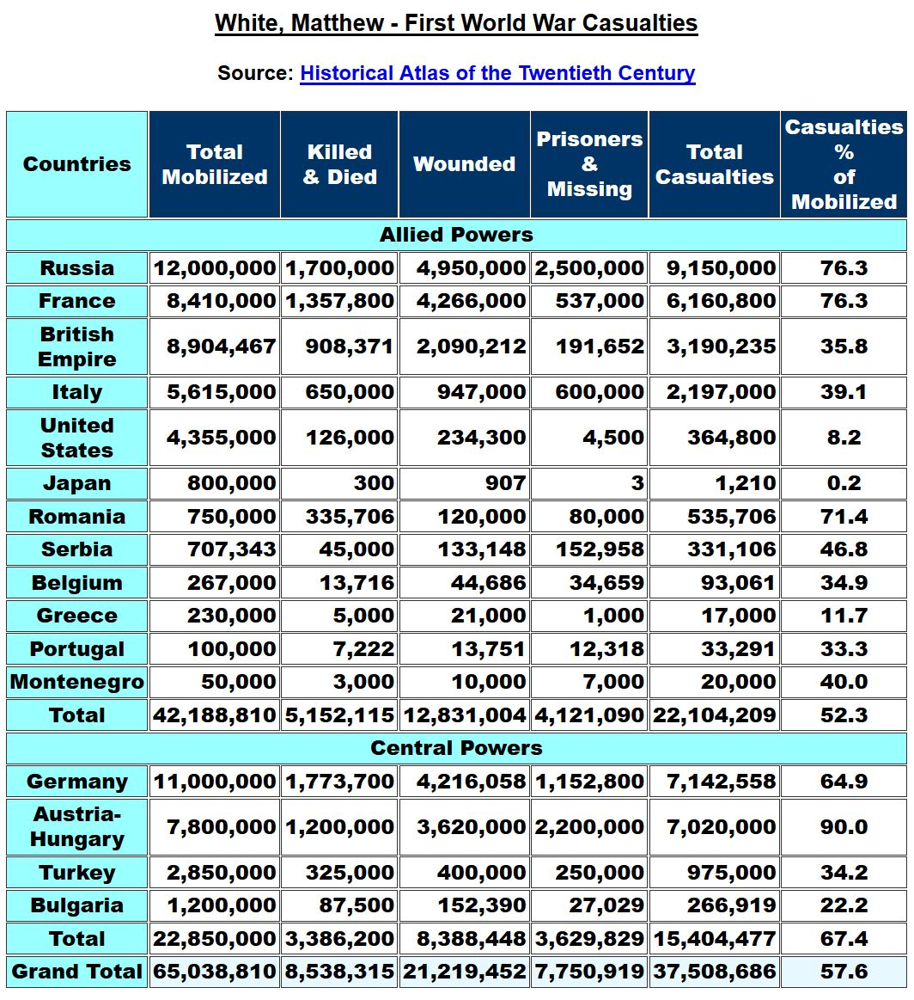 White, Matthew - First World War Casualties
Source: Historical Atlas of the Twentieth Century
Countries Total Mobilized Killed & Died Wounded Prisoners & Missing Total Casualties Casualties % of Mobilized
Allied Powers
Russia 12,000,000 1,700,000 4,950,000 2,500,000 9,150,000 76.3
France 8,410,000 1,357,800 4,266,000 537,000 6,160,800 76.3
British Empire 8,904,467 908,371 2,090,212 191,652 3,190,235 35.8
Italy 5,615,000 650,000 947,000 600,000 2,197,000 39.1
United States 4,355,000 126,000 234,300 4,500 364,800 8.2
Japan 800,000 300 907 3 1,210 0.2
Romania 750,000 335,706 120,000 80,000 535,706 71.4
Serbia 707,343 45,000 133,148 152,958 331,106 46.8
Belgium 267,000 13,716 44,686 34,659 93,061 34.9
Greece 230,000 5,000 21,000 1,000 17,000 11.7
Portugal 100,000 7,222 13,751 12,318 33,291 33.3
Montenegro 50,000 3,000 10,000 7,000 20,000 40.0
Total 42,188,810 5,152,115 12,831,004 4,121,090 22,104,209 52.3
Central Powers
Germany 11,000,000 1,773,700 4,216,058 1,152,800 7,142,558 64.9
Austria-Hungary 7,800,000 1,200,000 3,620,000 2,200,000 7,020,000 90.0
Turkey 2,850,000 325,000 400,000 250,000 975,000 34.2
Bulgaria 1,200,000 87,500 152,390 27,029 266,919 22.2
Total 22,850,000 3,386,200 8,388,448 3,629,829 15,404,477 67.4
Grand Total 65,038,810 8,538,315 21,219,452 7,750,919 37,508,686 57.6